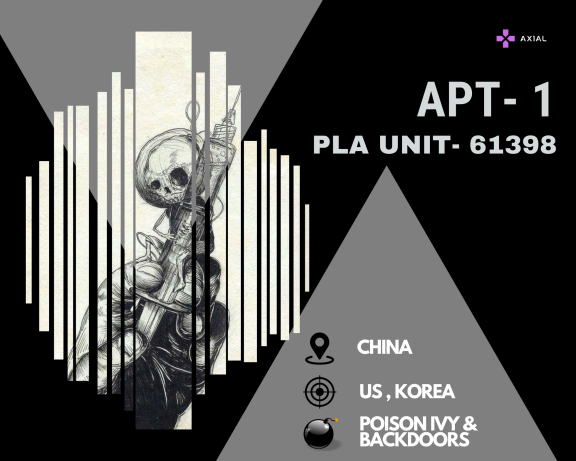 AXIAL
APT- 1
PLA UNIT- 61398
CHINA
US , KOREA
POISON IVY &
BACKDOORS